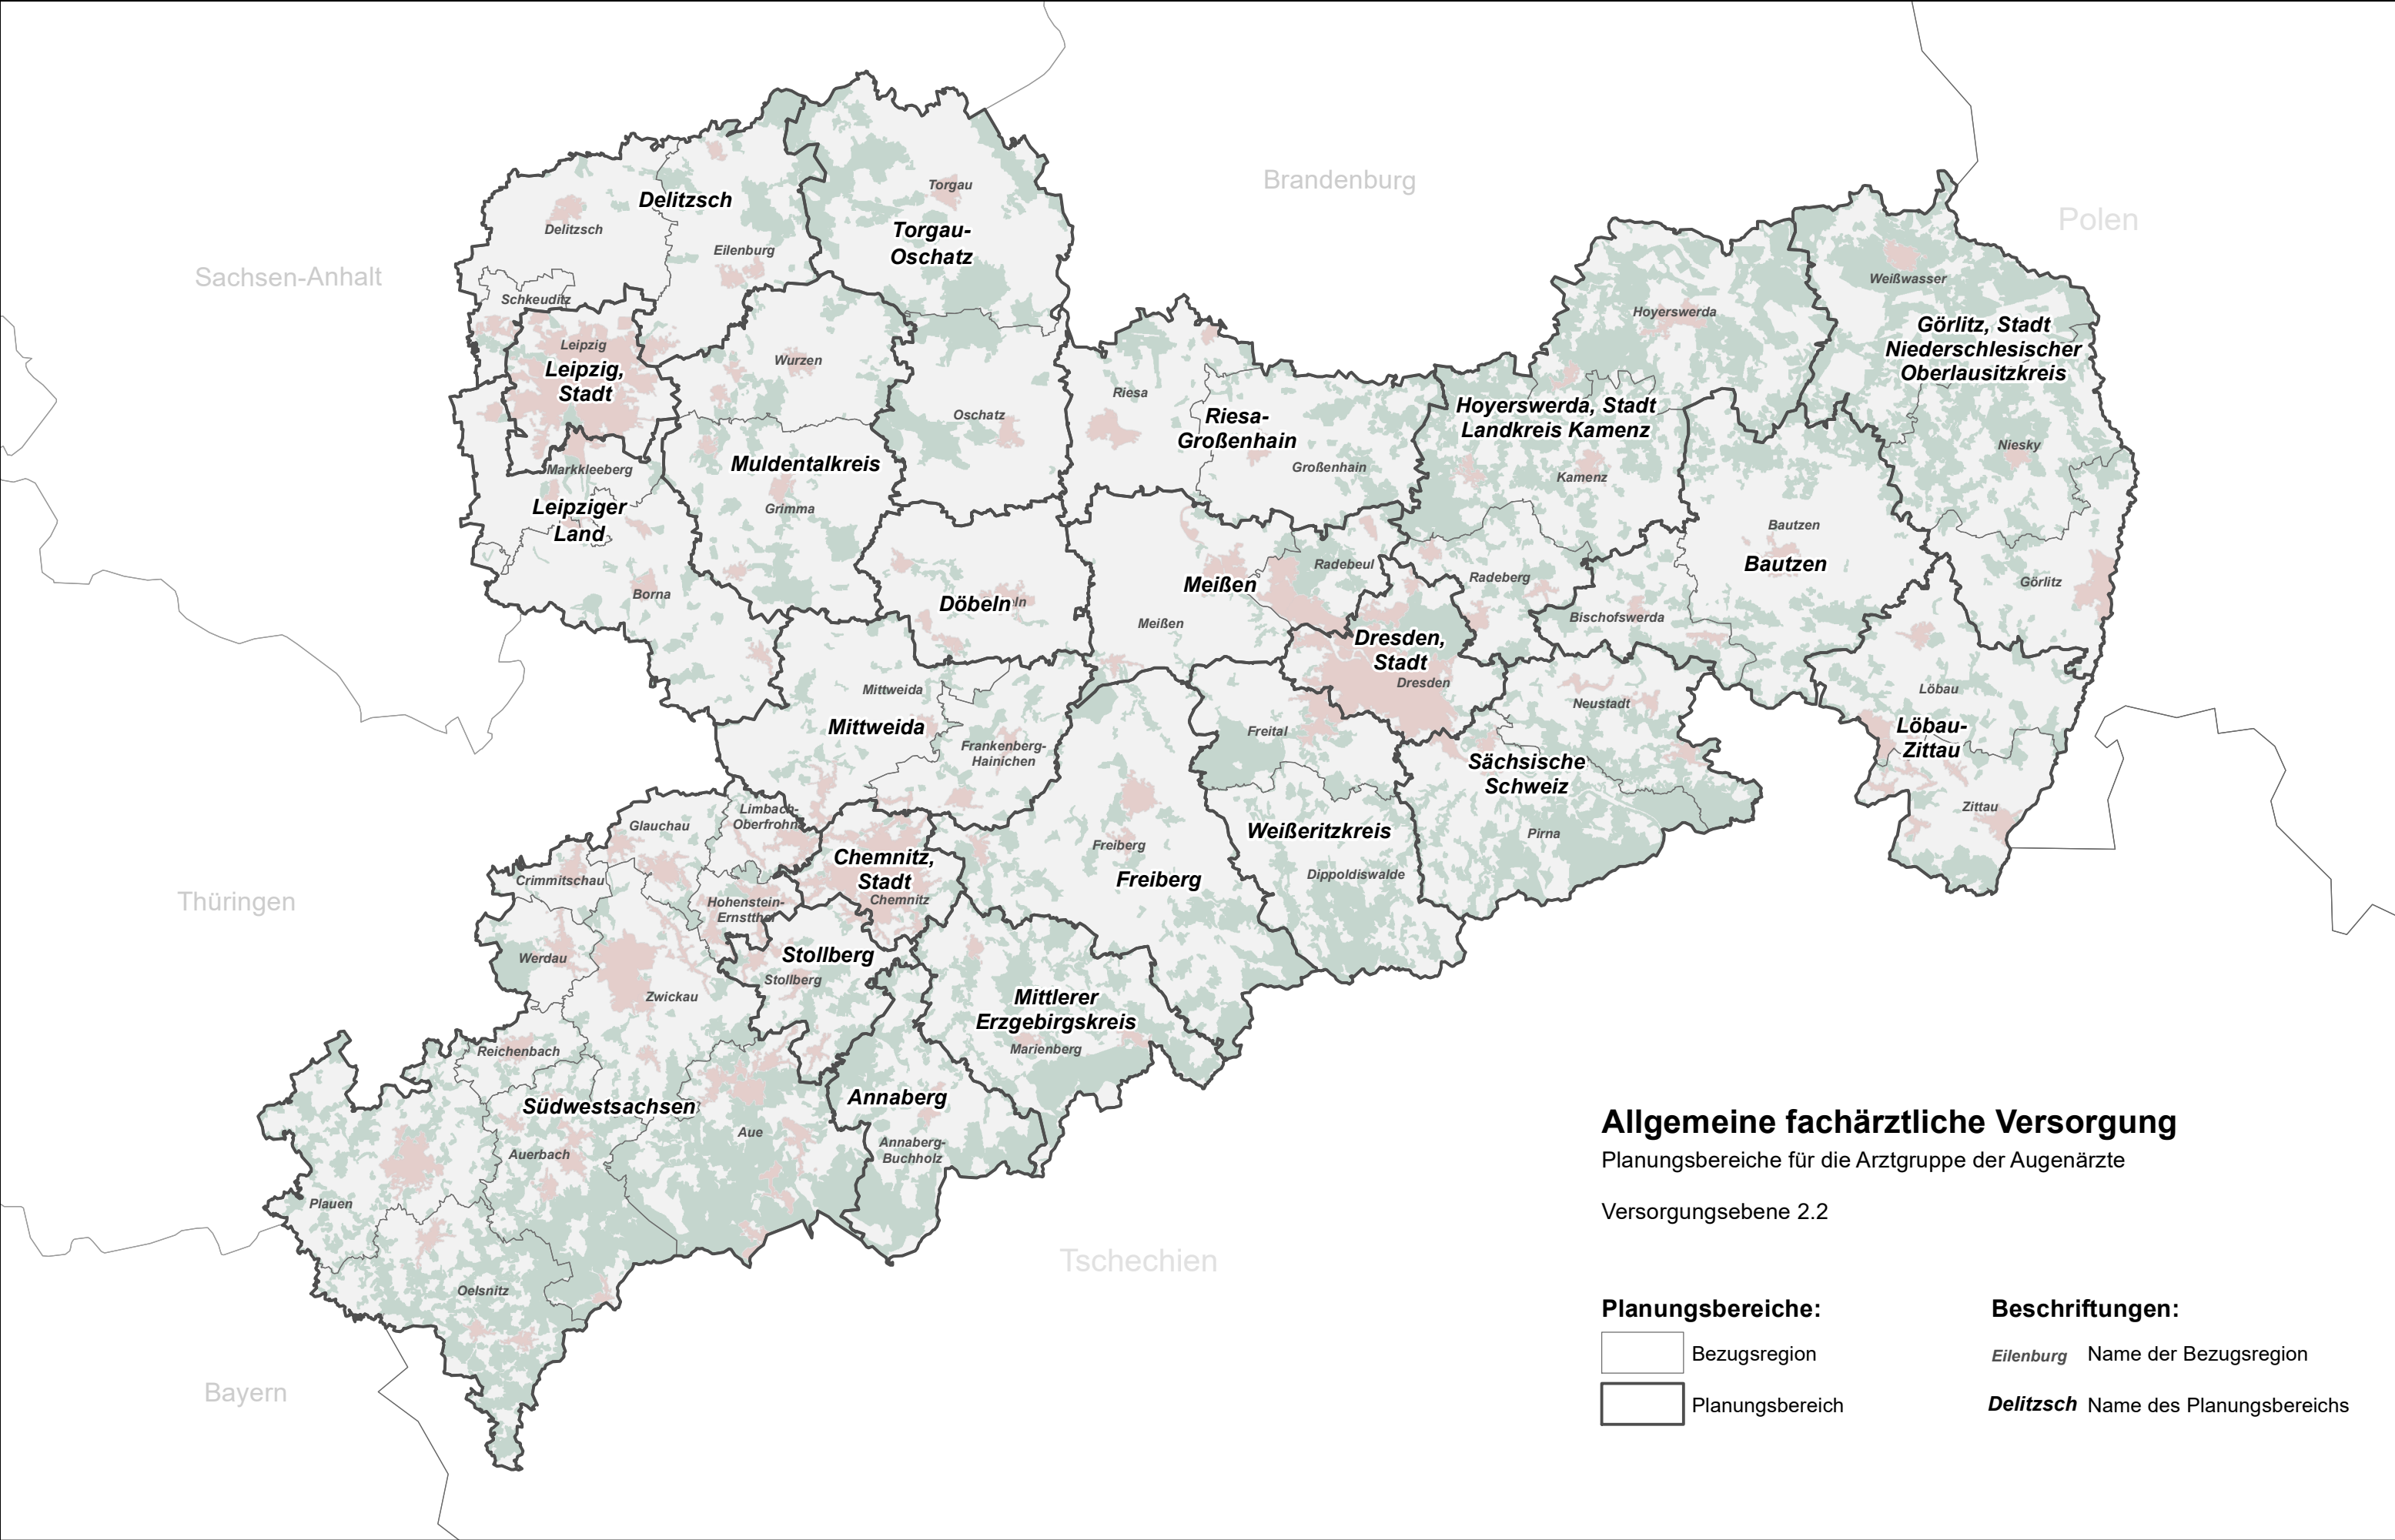 Brandenburg
Polen
Sachsen-Anhalt
Thüringen
Bayern
Tschechien
Delitzsch
Delitzsch
Eilenburg
Schkeuditz
Torgau
Torgau-
Oschatz
Oschatz
Leipzig
Leipzig,
Stadt
Wurzen
Muldentalkreis
Grimma
Markkleeberg
Leipziger
Land
Borna
Riesa
Riesa-
Großenhain
Großenhain
Hoyerswerda
Hoyerswerda, Stadt
Landkreis Kamenz
Kamenz
Weißwasser
Görlitz, Stadt
Niederschlesischer
Oberlausitzkreis
Niesky
Görlitz
Bautzen
Bautzen
Bischofswerda
Radeberg
Radebeul
Meißen
Meißen
Döbeln
Dresden,
Stadt
Dresden
Mittweida
Mittweida
Frankenberg-
Hainichen
Freital
Neustadt
Sächsische
Schweiz
Pirna
Löbau
Löbau-
Zittau
Zittau
Weißeritzkreis
Dippoldiswalde
Freiberg
Freiberg
Limbach-
Oberfrohn
Glauchau
Chemnitz,
Stadt
Chemnitz
Crimmitschau
Hohenstein-
Ernstthal
Werdau
Zwickau
Stollberg
Stollberg
Mittlerer
Erzgebirgskreis
Marienberg
Reichenbach
Südwestsachsen
Annaberg
Annaberg-
Buchholz
Aue
Auerbach
Plauen
Oelsnitz
Allgemeine fachärztliche Versorgung
Planungsbereiche für die Arztgruppe der Augenärzte
Versorgungsebene 2.2
Planungsbereiche:
Bezugsregion
Planungsbereich
Beschriftungen:
Eilenburg Name der Bezugsregion
Delitzsch Name des Planungsbereichs